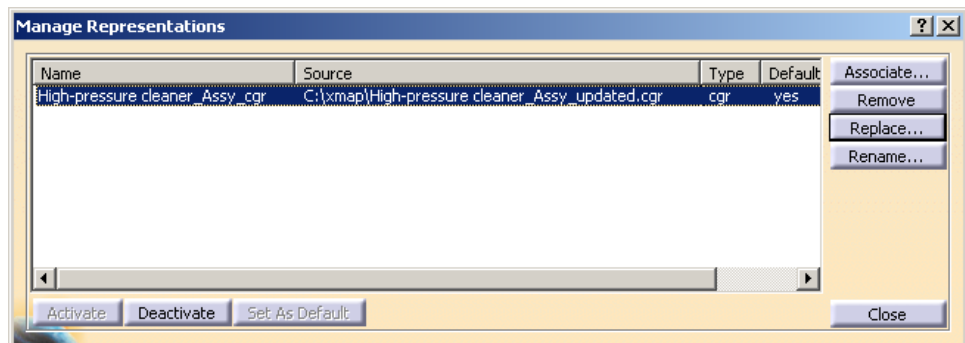 Manage Representations
Name Source Type Default
High-pressure cleaner_Assy_cgr C:\xmap\High-pressure cleaner_Assy_updated.cgr cgr yes
Associate...
Remove
Replace...
Rename...
Activate Deactivate Set As Default Close